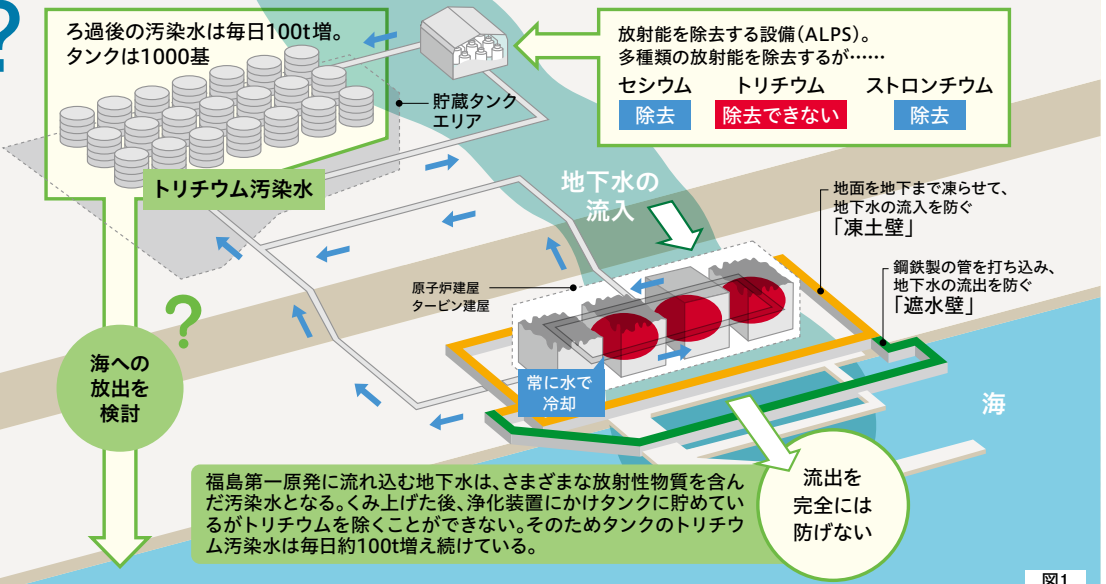 ?
ろ過後の汚染水は毎日100t増。
タンクは1000基
放射能を除去する設備(ALPS)。
多種類の放射能を除去するが……
セシウム トリチウム ストロンチウム
除去 除去できない 除去
貯蔵タンク
エリア
トリチウム汚染水
地下水の
流入
地面を地下まで凍らせて、
地下水の流入を防ぐ
「凍土壁」
鋼鉄製の管を打ち込み、
地下水の流出を防ぐ
「遮水壁」
原子炉建屋
タービン建屋
?
海への
放出を
検討
常に水で
冷却
海
福島第一原発に流れ込む地下水は、さまざまな放射性物質を含ん
だ汚染水となる。くみ上げた後、浄化装置にかけタンクに貯めてい
るがトリチウムを除くことができない。そのためタンクのトリチウ
ム汚染水は毎日約100t増え続けている。
流出を
完全には
防げない
図1